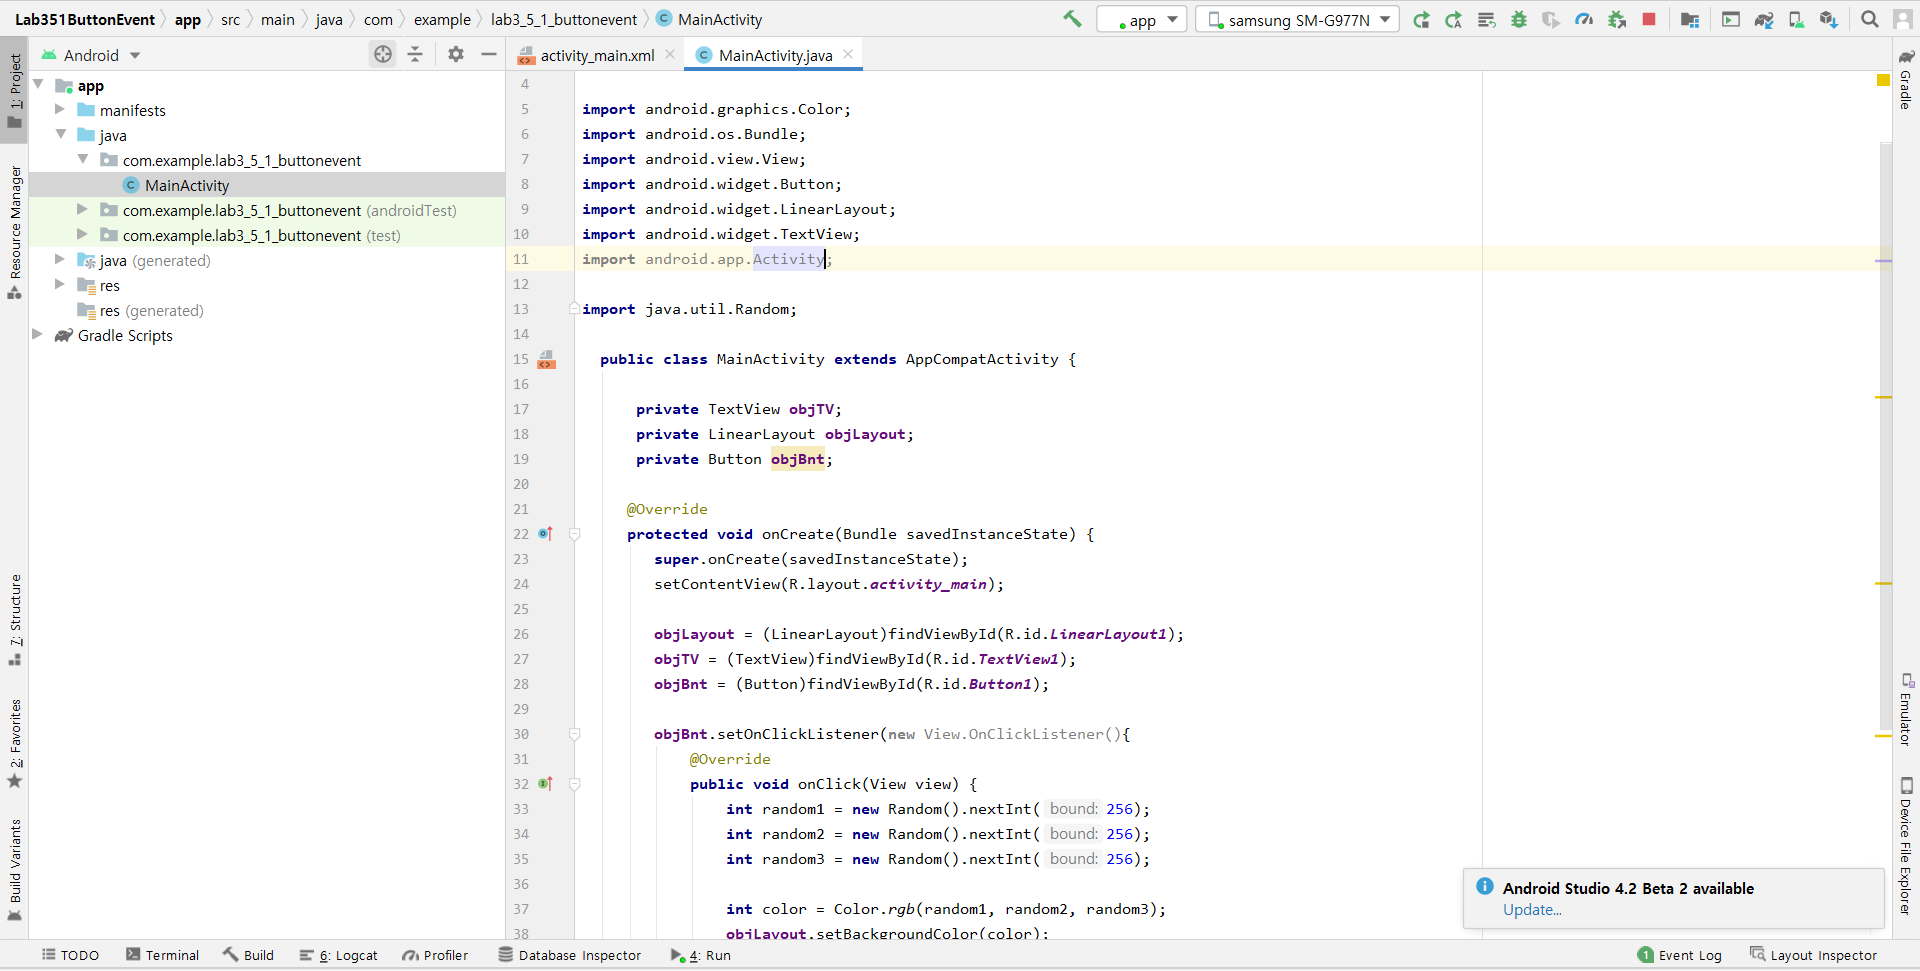 Lab351ButtonEvent app src main java com example lab3_5_1_buttonevent MainActivity
app samsung SM-G977N
Android
activity_main.xml MainActivity.java
1: Project
Resource Manager
7: Structure
2: Favorites
Build Variants
app
manifests
java
com.example.lab3_5_1_buttonevent
MainActivity
com.example.lab3_5_1_buttonevent (androidTest)
com.example.lab3_5_1_buttonevent (test)
java (generated)
res
res (generated)
Gradle Scripts
4
5 import android.graphics.Color;
6 import android.os.Bundle;
7 import android.view.View;
8 import android.widget.Button;
9 import android.widget.LinearLayout;
10 import android.widget.TextView;
11 import android.app.Activity;
12
13 import java.util.Random;
14
15 public class MainActivity extends AppCompatActivity {
16
17 private TextView objTV;
18 private LinearLayout objLayout;
19 private Button objBnt;
20
21 @Override
22 protected void onCreate(Bundle savedInstanceState) {
23 super.onCreate(savedInstanceState);
24 setContentView(R.layout.activity_main);
25
26 objLayout = (LinearLayout)findViewById(R.id.LinearLayout1);
27 objTV = (TextView)findViewById(R.id.TextView1);
28 objBnt = (Button)findViewById(R.id.Button1);
29
30 objBnt.setOnClickListener(new View.OnClickListener(){
31 @Override
32 public void onClick(View view) {
33 int random1 = new Random().nextInt( bound: 256);
34 int random2 = new Random().nextInt( bound: 256);
35 int random3 = new Random().nextInt( bound: 256);
36
37 int color = Color.rgb(random1, random2, random3);
38 objLayout.setBackgroundColor(color);
Gradle
Emulator
Device File Explorer
Android Studio 4.2 Beta 2 available
Update...
TODO Terminal Build 6: Logcat Profiler Database Inspector 4: Run 1 Event Log Layout Inspector